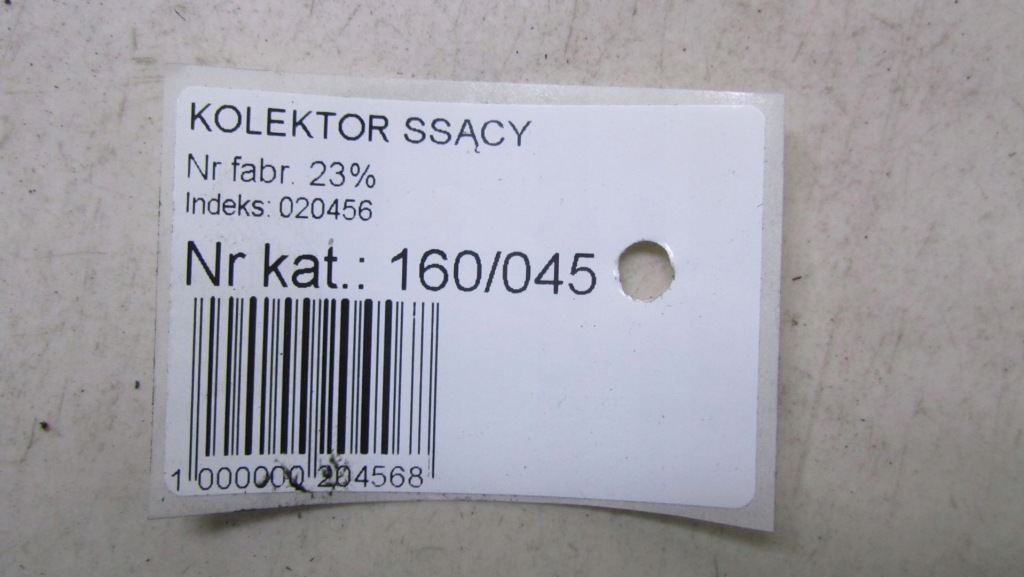 KOLEKTOR SSĄCY
Nr fabr. 23%
Indeks: 020456
Nr kat.: 160/045
1 000000 204568